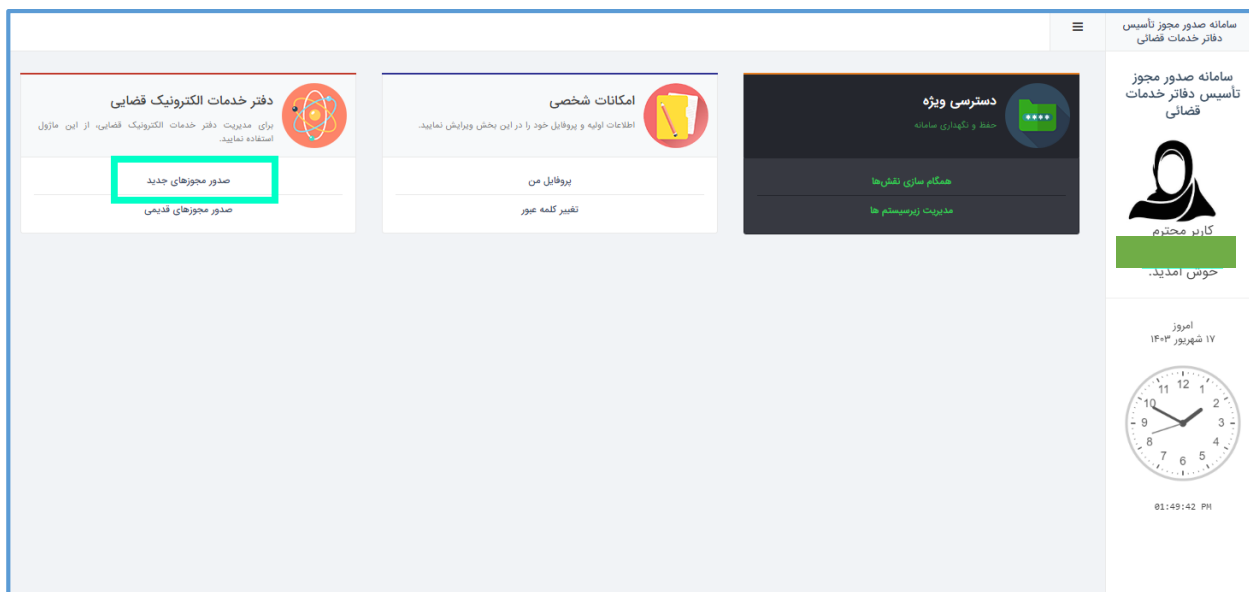 سامانه صدور مجوز تأسیس
دفاتر خدمات قضائی
≡
سامانه صدور مجوز
تأسیس دفاتر خدمات
قضائی
کاربر محترم
خوش آمدید.
امروز
۱۷ شهریور ۱۴۰۳
12
1
2
3
4
5
6
7
8
9
10
11
01:49:42 PM
دسترسی ویژه
حفظ و نگهداری سامانه
همگام سازی نقش‌ها
مدیریت زیرسیستم ها
امکانات شخصی
اطلاعات اولیه و پروفایل خود را در این بخش ویرایش نمایید.
پروفایل من
تغییر کلمه عبور
دفتر خدمات الکترونیک قضایی
برای مدیریت دفتر خدمات الکترونیک قضایی، از این ماژول
استفاده نمایید.
صدور مجوزهای جدید
صدور مجوزهای قدیمی